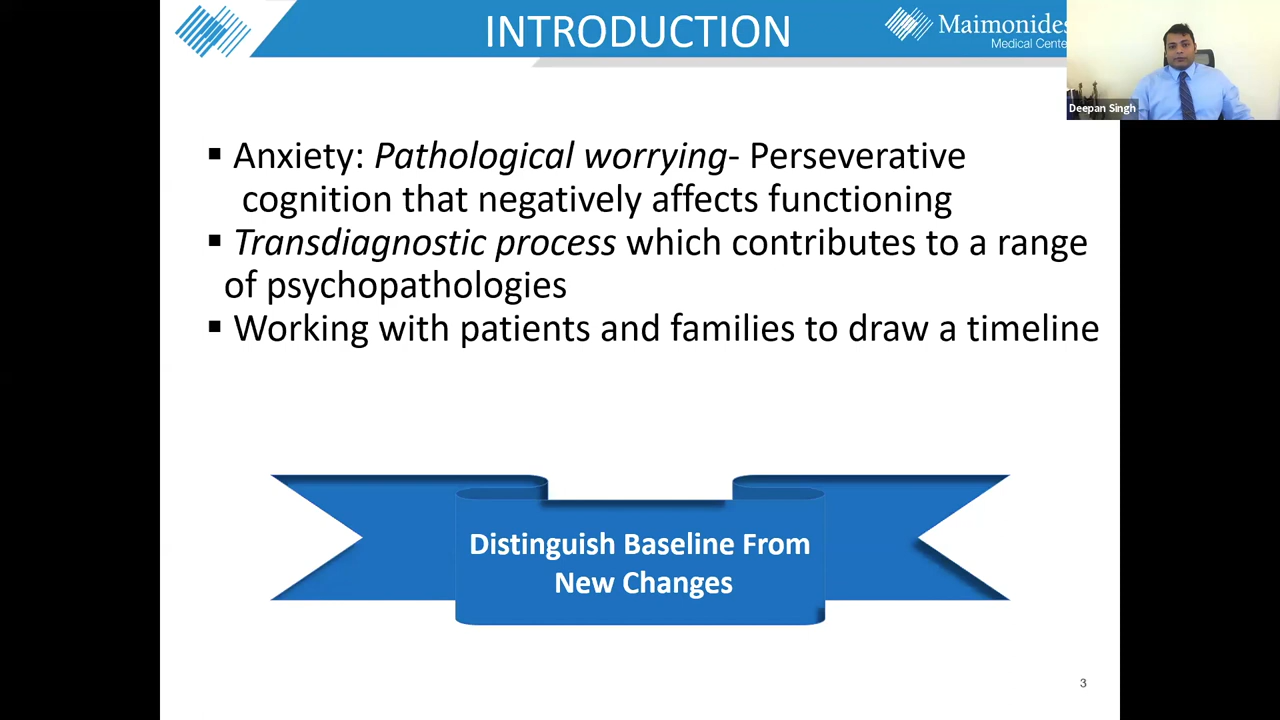 INTRODUCTION
Maimonides
Medical Cente
Deepan Singh
▪ Anxiety: Pathological worrying- Perseverative
cognition that negatively affects functioning
▪ Transdiagnostic process which contributes to a range
of psychopathologies
▪ Working with patients and families to draw a timeline
Distinguish Baseline From
New Changes
3